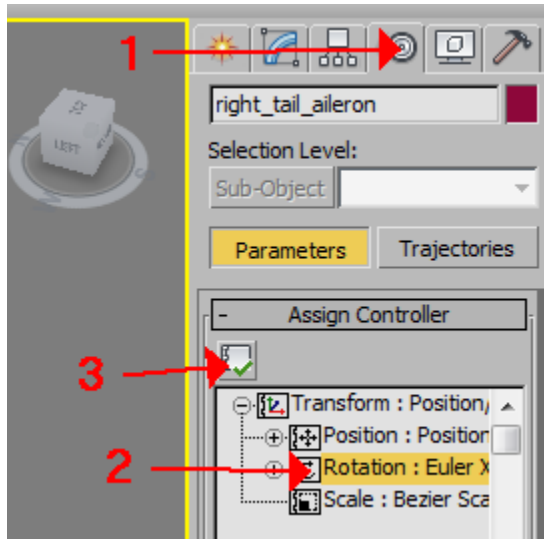 1
right_tail_aileron
LEFT
Selection Level:
Sub-Object
Parameters Trajectories
- Assign Controller
3
Transform : Position/
Position : Position
2
Rotation : Euler X
Scale : Bezier Sca